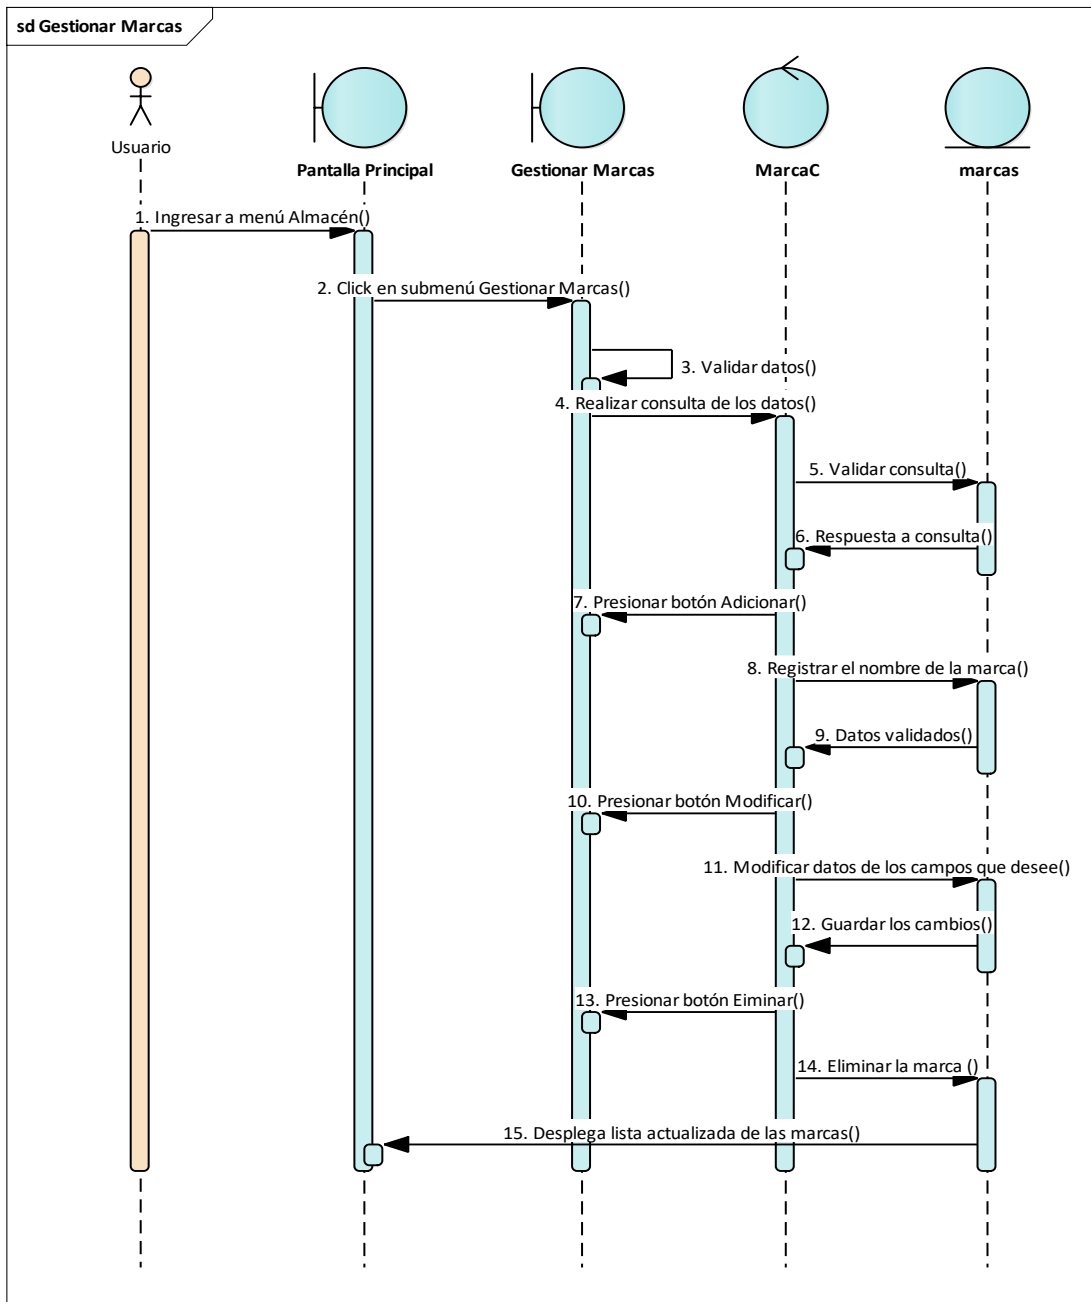 sd Gestionar Marcas
Usuario
Pantalla Principal
Gestionar Marcas
MarcaC
marcas
1. Ingresar a menú Almacén()
2. Click en submenú Gestionar Marcas()
3. Validar datos()
4. Realizar consulta de los datos()
5. Validar consulta()
6. Respuesta a consulta()
7. Presionar botón Adicionar()
8. Registrar el nombre de la marca()
9. Datos validados()
10. Presionar botón Modificar()
11. Modificar datos de los campos que desee()
12. Guardar los cambios()
13. Presionar botón Eiminar()
14. Eliminar la marca ()
15. Desplega lista actualizada de las marcas()